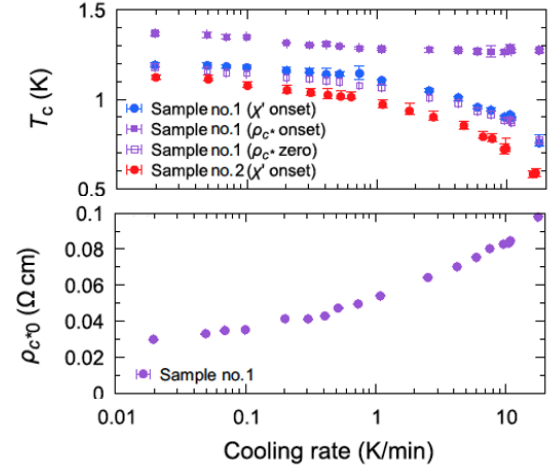 1.5
1
0.5
T_c (K)
Sample no.1 (χ' onset)
Sample no.1 (ρ_c* onset)
Sample no.1 (ρ_c* zero)
Sample no.2 (χ' onset)
0.1
0.08
0.06
0.04
0.02
0
ρ_c*0 (Ω cm)
Sample no.1
0.01 0.1 1 10
Cooling rate (K/min)